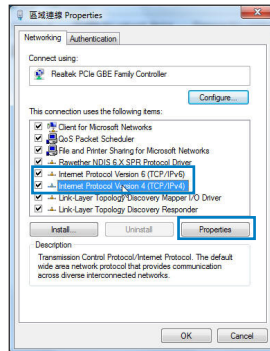 區域連線 Properties
Networking Authentication
Connect using:
Realtek PCIe GBE Family Controller
Configure...
This connection uses the following items:
Client for Microsoft Networks
QoS Packet Scheduler
File and Printer Sharing for Microsoft Networks
Rawether NDIS 6.X SPR Protocol Driver
Internet Protocol Version 6 (TCP/IPv6)
Internet Protocol Version 4 (TCP/IPv4)
Link-Layer Topology Discovery Mapper I/O Driver
Link-Layer Topology Discovery Responder
Install... Uninstall Properties
Description
Transmission Control Protocol/Internet Protocol. The default
wide area network protocol that provides communication
across diverse interconnected networks.
OK Cancel